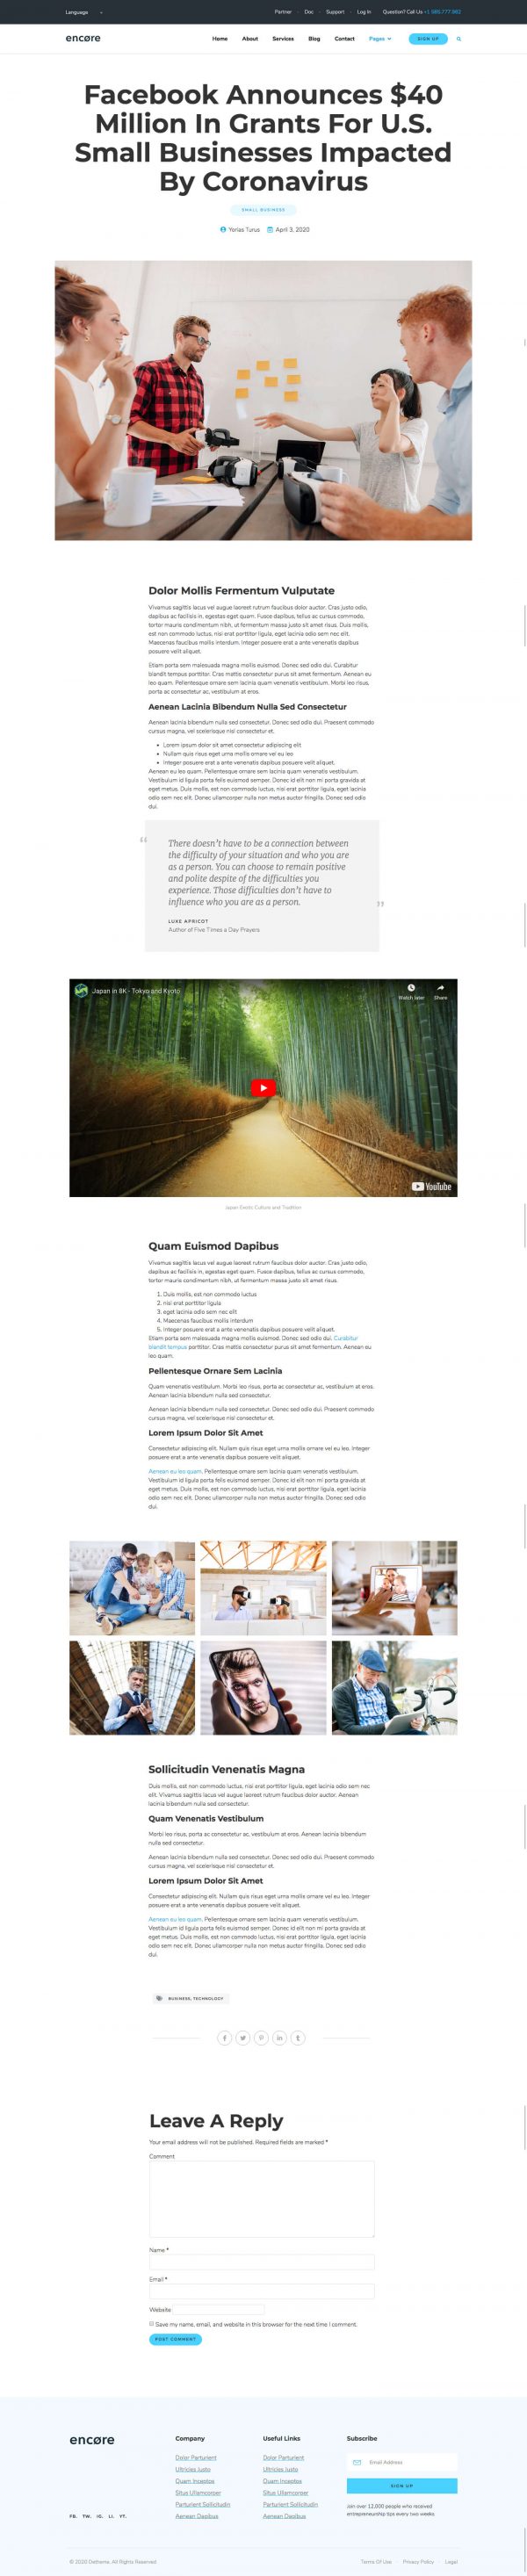 Language
Partner Doc Support Log In Question? Call Us +1 585.777.863
encøre
Home About Services Blog Contact Pages SIGN UP
Facebook Announces $40
Million In Grants For U.S.
Small Businesses Impacted
By Coronavirus
SMALL BUSINESS
Yorias Turus April 3, 2020
Dolor Mollis Fermentum Vulputate
Vivamus sagittis lacus vel augue laoreet rutrum faucibus dolor auctor. Cras justo odio,
dapibus ac facilisis in, egestas eget quam. Fusce dapibus, tellus ac cursus commodo,
tortor mauris condimentum nibh, ut fermentum massa justo sit amet risus. Duis mollis,
est non commodo luctus, nisi erat porttitor ligula, eget lacinia odio sem nec elit.
Maecenas faucibus mollis interdum. Integer posuere erat a ante venenatis dapibus
posuere velit aliquet.
Etiam porta sem malesuada magna mollis euismod. Donec sed odio dui. Curabitur
blandit tempus porttitor. Cras mattis consectetur purus sit amet fermentum. Aenean eu
leo quam. Pellentesque ornare sem lacinia quam venenatis vestibulum. Morbi leo risus,
porta ac consectetur ac, vestibulum at eros.
Aenean Lacinia Bibendum Nulla Sed Consectetur
Aenean lacinia bibendum nulla sed consectetur. Donec sed odio dui. Praesent commodo
cursus magna, vel scelerisque nisl consectetur et.
Lorem ipsum dolor sit amet consectetur adipiscing elit
Nullam quis risus eget urna mollis ornare vel eu leo
Integer posuere erat a ante venenatis dapibus posuere velit aliquet.
Aenean eu leo quam. Pellentesque ornare sem lacinia quam venenatis vestibulum.
Vestibulum id ligula porta felis euismod semper. Donec id elit non mi porta gravida at
eget metus. Duis mollis, est non commodo luctus, nisi erat porttitor ligula, eget lacinia
odio sem nec elit. Donec ullamcorper nulla non metus auctor fringilla. Donec sed odio
dui.
There doesn't have to be a connection between
the difficulty of your situation and who you are
as a person. You can choose to remain positive
and polite despite of the difficulties you
experience. Those difficulties don't have to
influence who you are as a person.
LUKE APRICOT
Author of Five Times a Day Prayers
Japan in 8K - Tokyo and Kyoto
Watch later Share
YouTube
Japan Exotic Culture and Tradition
Quam Euismod Dapibus
Vivamus sagittis lacus vel augue laoreet rutrum faucibus dolor auctor. Cras justo odio,
dapibus ac facilisis in, egestas eget quam. Fusce dapibus, tellus ac cursus commodo,
tortor mauris condimentum nibh, ut fermentum massa justo sit amet risus.
1. Duis mollis, est non commodo luctus
2. nisi erat porttitor ligula
3. eget lacinia odio sem nec elit
4. Maecenas faucibus mollis interdum
5. Integer posuere erat a ante venenatis dapibus posuere velit aliquet.
Etiam porta sem malesuada magna mollis euismod. Donec sed odio dui. Curabitur
blandit tempus porttitor. Cras mattis consectetur purus sit amet fermentum. Aenean eu
leo quam.
Pellentesque Ornare Sem Lacinia
Quam venenatis vestibulum. Morbi leo risus, porta ac consectetur ac, vestibulum at eros.
Aenean lacinia bibendum nulla sed consectetur.
Aenean lacinia bibendum nulla sed consectetur. Donec sed odio dui. Praesent commodo
cursus magna, vel scelerisque nisl consectetur et.
Lorem Ipsum Dolor Sit Amet
Consectetur adipiscing elit. Nullam quis risus eget urna mollis ornare vel eu leo. Integer
posuere erat a ante venenatis dapibus posuere velit aliquet.
Aenean eu leo quam. Pellentesque ornare sem lacinia quam venenatis vestibulum.
Vestibulum id ligula porta felis euismod semper. Donec id elit non mi porta gravida at
eget metus. Duis mollis, est non commodo luctus, nisi erat porttitor ligula, eget lacinia
odio sem nec elit. Donec ullamcorper nulla non metus auctor fringilla. Donec sed odio
dui.
Sollicitudin Venenatis Magna
Duis mollis, est non commodo luctus, nisi erat porttitor ligula, eget lacinia odio sem nec
elit. Vivamus sagittis lacus vel augue laoreet rutrum faucibus dolor auctor. Aenean
lacinia bibendum nulla sed consectetur.
Quam Venenatis Vestibulum
Morbi leo risus, porta ac consectetur ac, vestibulum at eros. Aenean lacinia bibendum
nulla sed consectetur.
Aenean lacinia bibendum nulla sed consectetur. Donec sed odio dui. Praesent commodo
cursus magna, vel scelerisque nisl consectetur et.
Lorem Ipsum Dolor Sit Amet
Consectetur adipiscing elit. Nullam quis risus eget urna mollis ornare vel eu leo. Integer
posuere erat a ante venenatis dapibus posuere velit aliquet.
Aenean eu leo quam. Pellentesque ornare sem lacinia quam venenatis vestibulum.
Vestibulum id ligula porta felis euismod semper. Donec id elit non mi porta gravida at
eget metus. Duis mollis, est non commodo luctus, nisi erat porttitor ligula, eget lacinia
odio sem nec elit. Donec ullamcorper nulla non metus auctor fringilla. Donec sed odio
dui.
BUSINESS, TECHNOLOGY
Leave A Reply
Your email address will not be published. Required fields are marked *
Comment
Name *
Email *
Website
Save my name, email, and website in this browser for the next time I comment.
POST COMMENT
encøre
FB. TW. IG. LI. YT.
Company
Dolor Parturient
Ultricies Justo
Quam Inceptos
Situs Ullamcorper
Parturient Sollicitudin
Aenean Dapibus
Useful Links
Dolor Parturient
Ultricies Justo
Quam Inceptos
Situs Ullamcorper
Parturient Sollicitudin
Aenean Dapibus
Subscribe
Email Address
SIGN UP
Join over 11,000 people who received
entrepreneurship tips every two weeks
© 2020 Detheme. All Rights Reserved
Terms Of Use Privacy Policy Legal